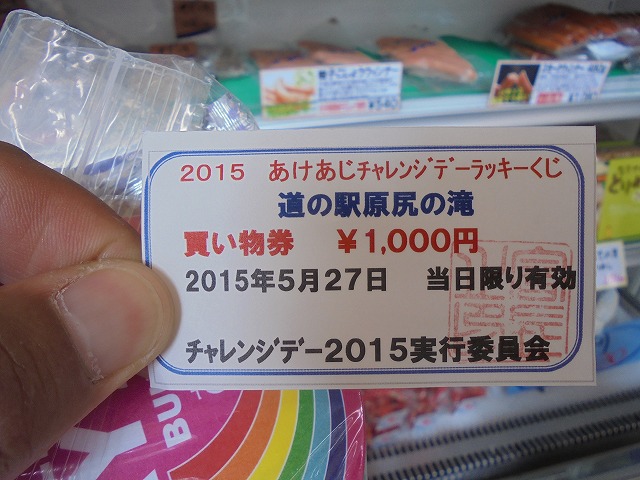 2015 あけあじチャレンジデーラッキーくじ
道の駅原尻の滝
買い物券 ￥1,000円
2015年5月27日 当日限り有効
チャレンジデー2015実行委員会
BU
¥540